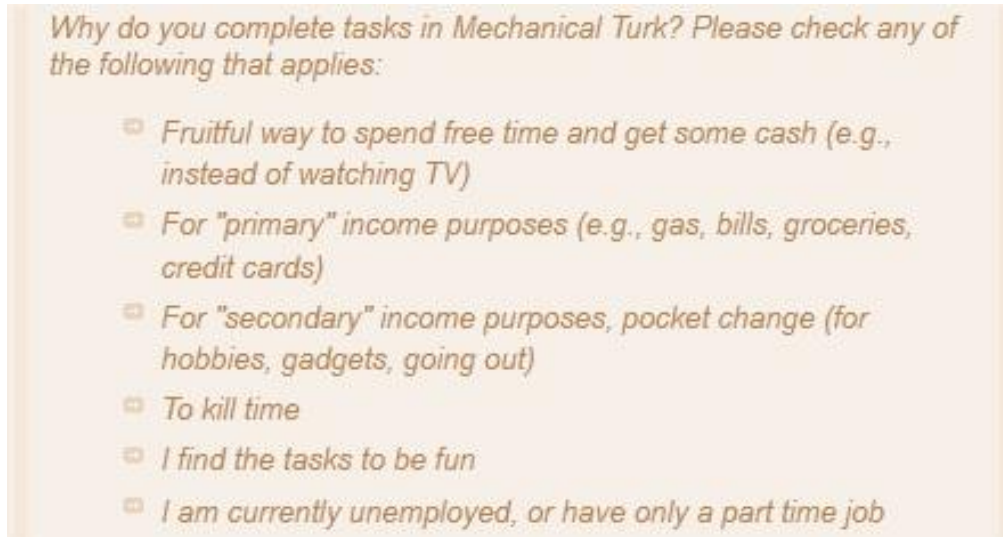 Why do you complete tasks in Mechanical Turk? Please check any of
the following that applies:
Fruitful way to spend free time and get some cash (e.g.,
instead of watching TV)
For "primary" income purposes (e.g., gas, bills, groceries,
credit cards)
For "secondary" income purposes, pocket change (for
hobbies, gadgets, going out)
To kill time
I find the tasks to be fun
I am currently unemployed, or have only a part time job